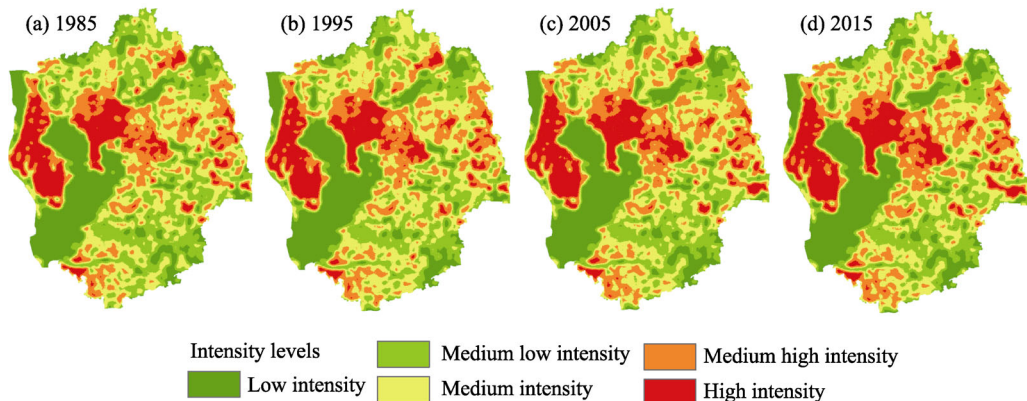 (a) 1985
(b) 1995
(c) 2005
(d) 2015
Intensity levels
Medium low intensity
Medium high intensity
Low intensity
Medium intensity
High intensity